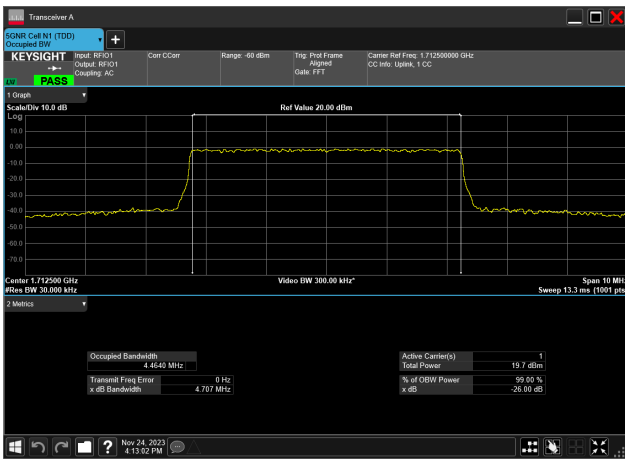 Transceiver A
5GNR Cell N1 (TDD)
Occupied BW
KEYSIGHT
PASS
Input: RFIO1
Output: RFIO1
Coupling: AC
Corr CCorr
Range: -60 dBm
Trig: Prot Frame
Aligned
Gate: FFT
Carrier Ref Freq: 1.712500000 GHz
CC Info: Uplink, 1 CC
1 Graph
Scale/Div 10.0 dB
Ref Value 20.00 dBm
Log
10.0
0.00
-10.0
-20.0
-30.0
-40.0
-50.0
-60.0
-70.0
Center 1.712500 GHz
Video BW 300.00 kHz*
Span 10 MHz
#Res BW 30.000 kHz
Sweep 13.3 ms (1001 pts
2 Metrics
Occupied Bandwidth
4.4640 MHz
Transmit Freq Error 0 Hz
x dB Bandwidth 4.707 MHz
Active Carrier(s) 1
Total Power 19.7 dBm
% of OBW Power 99.00 %
x dB -26.00 dB
?
Nov 24, 2023
4:13:02 PM